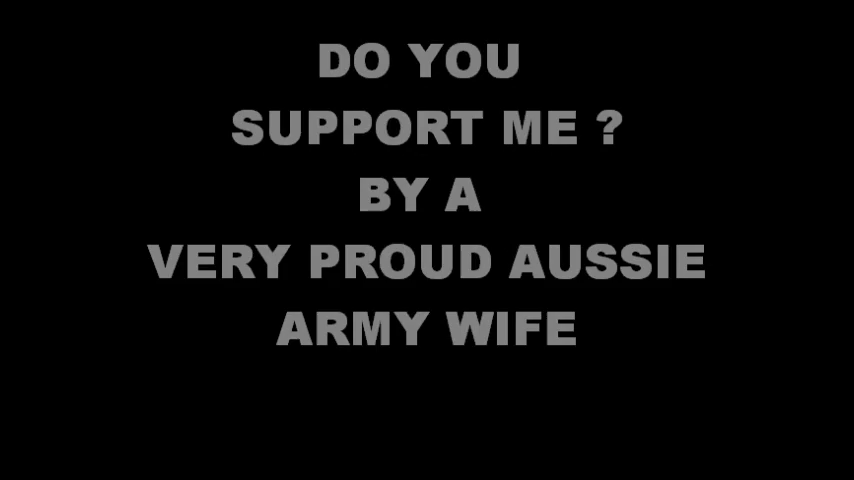 DO YOU
SUPPORT ME ?
BY A
VERY PROUD AUSSIE
ARMY WIFE